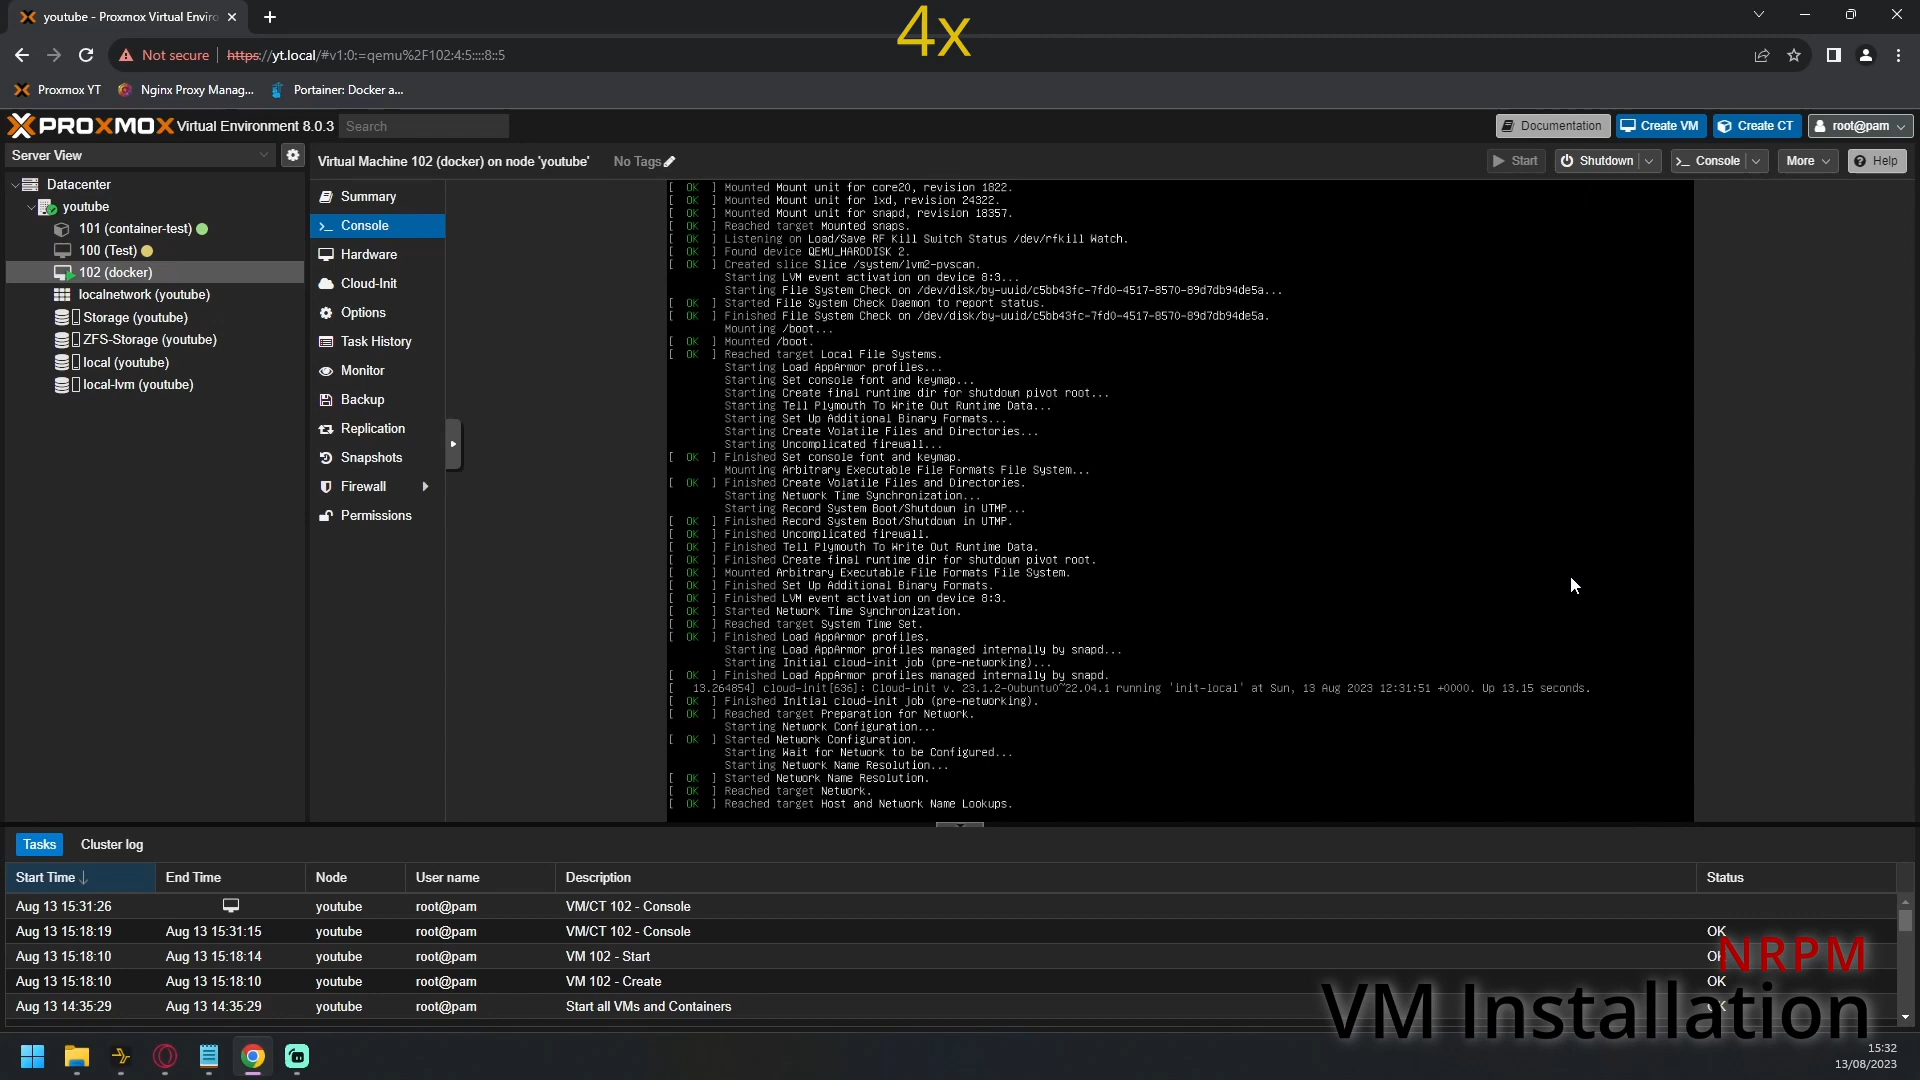 youtube - Proxmox Virtual Enviro
4x
Not secure
https://yt.local/#v1:0:=qemu%2F102:4:5::::8::5
Proxmox YT
Nginx Proxy Manag...
Portainer: Docker a...
PROXMOX Virtual Environment 8.0.3
Search
Documentation
Create VM
Create CT
root@pam
Server View
Virtual Machine 102 (docker) on node 'youtube'
No Tags
Start
Shutdown
Console
More
Help
Datacenter
youtube
101 (container-test)
100 (Test)
102 (docker)
localnetwork (youtube)
Storage (youtube)
ZFS-Storage (youtube)
local (youtube)
local-lvm (youtube)
Summary
Console
Hardware
Cloud-Init
Options
Task History
Monitor
Backup
Replication
Snapshots
Firewall
Permissions
[ OK ] Mounted Mount unit for core20, revision 1822.
[ OK ] Mounted Mount unit for lxd, revision 24322.
[ OK ] Mounted Mount unit for snapd, revision 18357.
[ OK ] Reached target Mounted snaps.
[ OK ] Listening on Load/Save RF Kill Switch Status /dev/rfkill Watch.
[ OK ] Found device QEMU_HARDDISK 2.
[ OK ] Created slice Slice /system/lvm2-pvscan.
Starting LVM event activation on device 8:3...
Starting File System Check on /dev/disk/by-uuid/c5bb43fc-7fd0-4517-8570-89d7db94de5a...
[ OK ] Started File System Check Daemon to report status.
[ OK ] Finished File System Check on /dev/disk/by-uuid/c5bb43fc-7fd0-4517-8570-89d7db94de5a.
Mounting /boot...
[ OK ] Mounted /boot.
[ OK ] Reached target Local File Systems.
Starting Load AppArmor profiles...
Starting Set console font and keymap...
Starting Create final runtime dir for shutdown pivot root...
Starting Tell Plymouth To Write Out Runtime Data...
Starting Set Up Additional Binary Formats...
Starting Create Volatile Files and Directories...
Starting Uncomplicated firewall...
[ OK ] Finished Set console font and keymap.
Mounting Arbitrary Executable File Formats File System...
[ OK ] Finished Create Volatile Files and Directories.
Starting Network Time Synchronization...
Starting Record System Boot/Shutdown in UTMP...
[ OK ] Finished Record System Boot/Shutdown in UTMP.
[ OK ] Finished Uncomplicated firewall.
[ OK ] Finished Tell Plymouth To Write Out Runtime Data.
[ OK ] Finished Create final runtime dir for shutdown pivot root.
[ OK ] Mounted Arbitrary Executable File Formats File System.
[ OK ] Finished Set Up Additional Binary Formats.
[ OK ] Finished LVM event activation on device 8:3.
[ OK ] Started Network Time Synchronization.
[ OK ] Reached target System Time Set.
[ OK ] Finished Load AppArmor profiles.
Starting Load AppArmor profiles managed internally by snapd...
Starting Initial cloud-init job (pre-networking)...
[ OK ] Finished Load AppArmor profiles managed internally by snapd.
[ 13.264854] cloud-init[636]: Cloud-init v. 23.1.2-0ubuntu0~22.04.1 running 'init-local' at Sun, 13 Aug 2023 12:31:51 +0000. Up 13.15 seconds.
[ OK ] Finished Initial cloud-init job (pre-networking).
[ OK ] Reached target Preparation for Network.
Starting Network Configuration...
[ OK ] Started Network Configuration.
Starting Wait for Network to be Configured...
Starting Network Name Resolution...
[ OK ] Started Network Name Resolution.
[ OK ] Reached target Network.
[ OK ] Reached target Host and Network Name Lookups.
Tasks
Cluster log
Start Time End Time Node User name Description Status
Aug 13 15:31:26 youtube root@pam VM/CT 102 - Console
Aug 13 15:18:19 Aug 13 15:31:15 youtube root@pam VM/CT 102 - Console OK
Aug 13 15:18:10 Aug 13 15:18:14 youtube root@pam VM 102 - Start OK
Aug 13 15:18:10 Aug 13 15:18:10 youtube root@pam VM 102 - Create OK
Aug 13 14:35:29 Aug 13 14:35:29 youtube root@pam Start all VMs and Containers OK
NRPM
VM Installation
15:32
13/08/2023